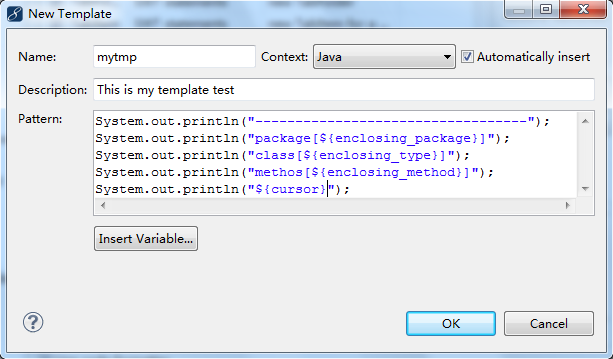 New Template
Name: mytmp Context: Java Automatically insert
Description: This is my template test
Pattern: System.out.println("----------------------------------");
System.out.println("package[${enclosing_package}]");
System.out.println("class[${enclosing_type}]");
System.out.println("methos[${enclosing_method}]");
System.out.println("${cursor}");
Insert Variable...
? OK Cancel